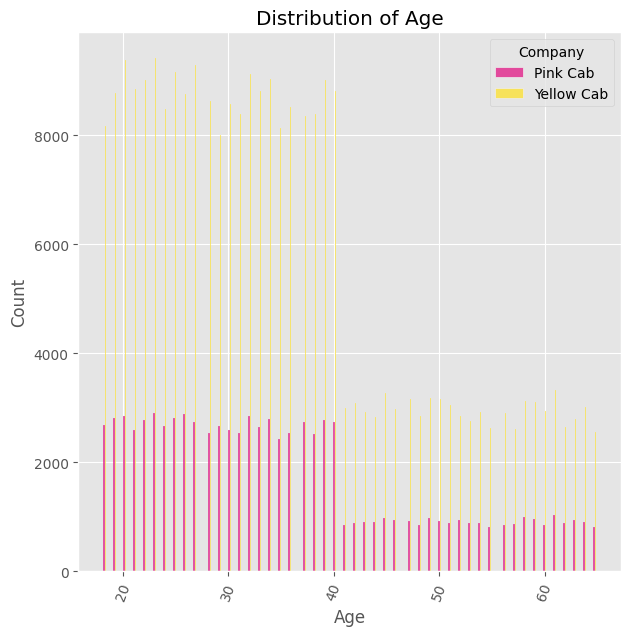 Distribution of Age
Company
Pink Cab
Yellow Cab
8000
6000
4000
2000
0
Count
20
30
40
50
60
Age